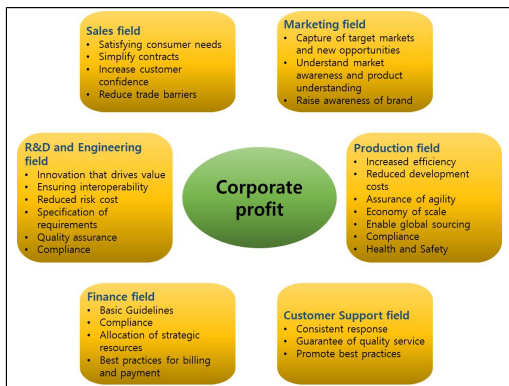 Sales field
• Satisfying consumer needs
• Simplify contracts
• Increase customer
confidence
• Reduce trade barriers
Marketing field
• Capture of target markets
and new opportunities
• Understand market
awareness and product
understanding
• Raise awareness of brand
R&D and Engineering
field
• Innovation that drives value
• Ensuring interoperability
• Reduced risk cost
• Specification of
requirements
• Quality assurance
• Compliance
Corporate
profit
Production field
• Increased efficiency
• Reduced development
costs
• Assurance of agility
• Economy of scale
• Enable global sourcing
• Compliance
• Health and Safety
Finance field
• Basic Guidelines
• Compliance
• Allocation of strategic
resources
• Best practices for billing
and payment
Customer Support field
• Consistent response
• Guarantee of quality service
• Promote best practices